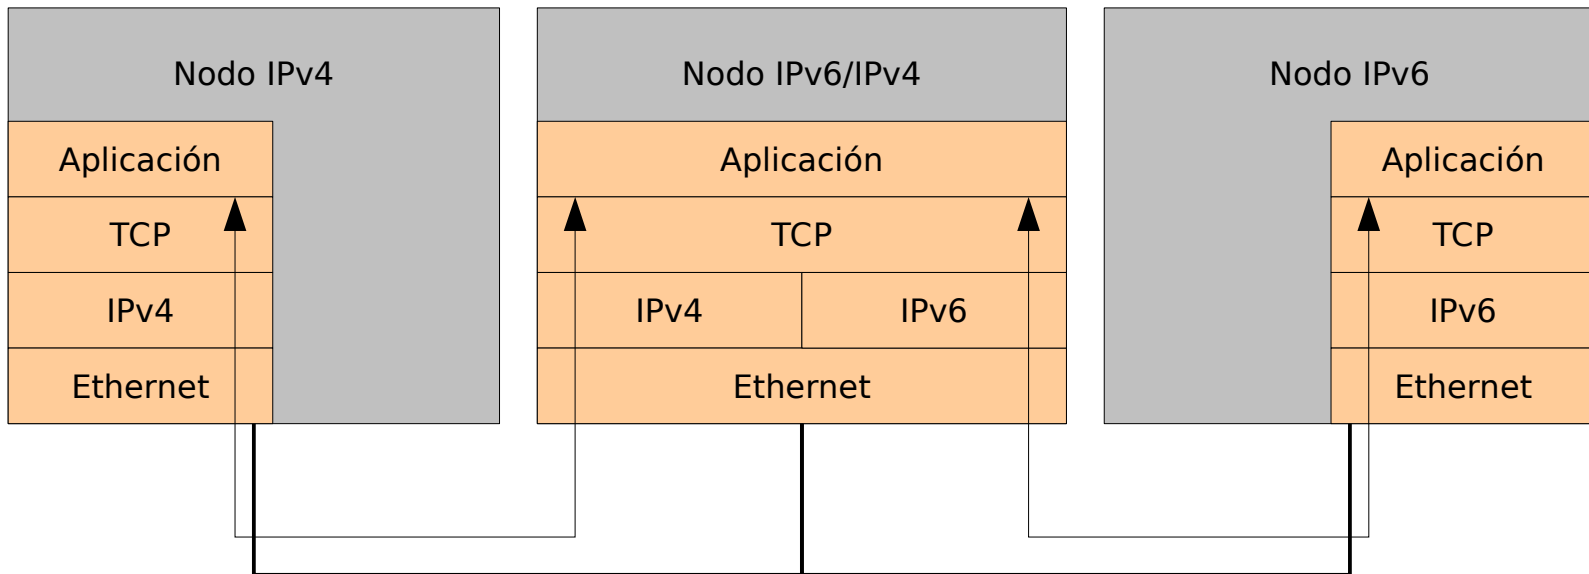 Nodo IPv4
Nodo IPv6/IPv4
Nodo IPv6
Aplicación
Aplicación
Aplicación
TCP
TCP
TCP
IPv4
IPv4
IPv6
IPv6
Ethernet
Ethernet
Ethernet